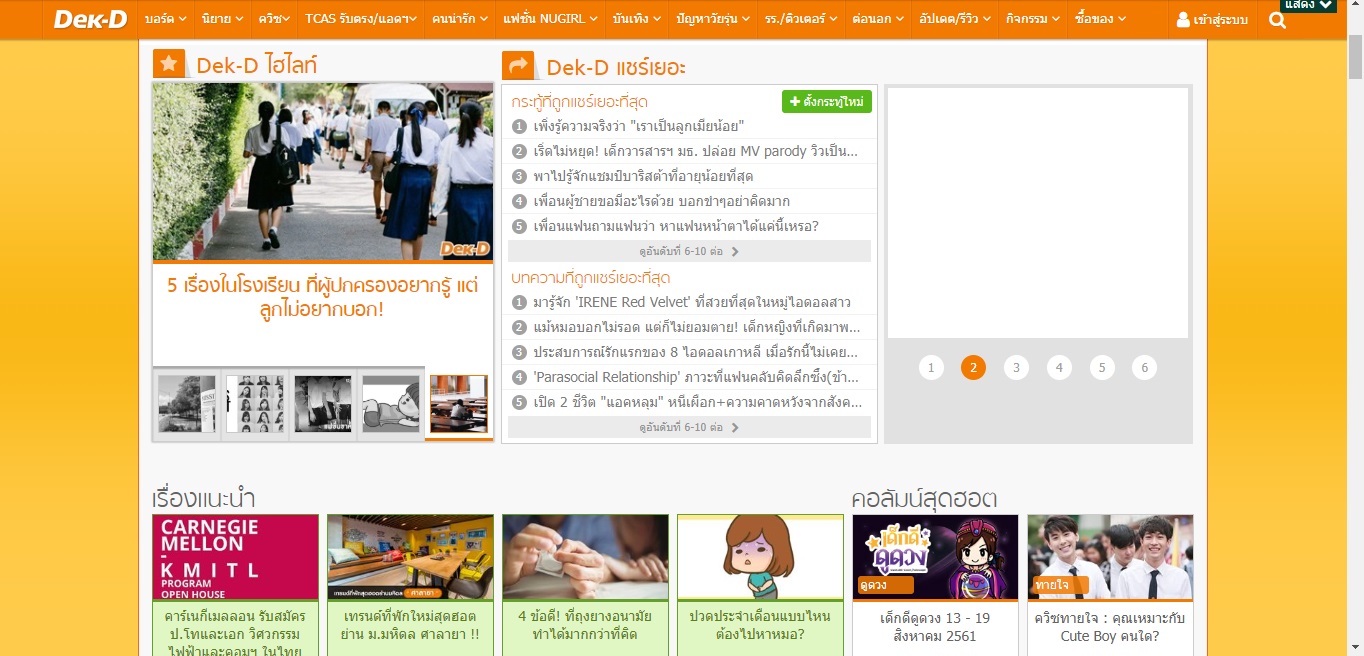 แสดง
Dek-D
บอร์ด
นิยาย
ควิซ
TCAS รับตรง/แอดฯ
คนน่ารัก
แฟชั่น NUGIRL
บันเทิง
ปัญหาวัยรุ่น
รร./ติวเตอร์
ต่อนอก
อัปเดต/รีวิว
กิจกรรม
ซื้อของ
เข้าสู่ระบบ
Dek-D ไฮไลท์
DEK-D
5 เรื่องในโรงเรียน ที่ผู้ปกครองอยากรู้ แต่
ลูกไม่อยากบอก!
Dek-D แชร์เยอะ
กระทู้ที่ถูกแชร์เยอะที่สุด
+ ตั้งกระทู้ใหม่
1 เพิ่งรู้ความจริงว่า "เราเป็นลูกเมียน้อย"
2 เริ่ดไม่หยุด! เด็กวารสารฯ มธ. ปล่อย MV parody วิวเป็น...
3 พาไปรู้จักแชมป์บาริสต้าที่อายุน้อยที่สุด
4 เพื่อนผู้ชายขอมีอะไรด้วย บอกขำๆอย่าคิดมาก
5 เพื่อนแฟนถามแฟนว่า หาแฟนหน้าตาได้แค่นี้เหรอ?
ดูอันดับที่ 6-10 ต่อ
บทความที่ถูกแชร์เยอะที่สุด
1 มารู้จัก 'IRENE Red Velvet' ที่สวยที่สุดในหมู่ไอดอลสาว
2 แม้หมอบอกไม่รอด แต่ก็ไม่ยอมตาย! เด็กหญิงที่เกิดมาพ...
3 ประสบการณ์รักแรกของ 8 ไอดอลเกาหลี เมื่อรักนี้ไม่เคย...
4 'Parasocial Relationship' ภาวะที่แฟนคลับคิดลึกซึ้ง(ข้า...
5 เปิด 2 ชีวิต "แอคหลุม" หนีเผือก+ความคาดหวังจากสังค...
ดูอันดับที่ 6-10 ต่อ
1 2 3 4 5 6
เรื่องแนะนำ
CARNEGIE
MELLON
-
KMITL
PROGRAM
OPEN HOUSE
คาร์เนกีเมลลอน รับสมัคร
ป.โทและเอก วิศวกรรม
ไฟฟ้าและคอมฯ ในไทย
เทรนด์ที่พักสุดฮอตย่านมหิดล ศาลายา
เทรนด์ที่พักใหม่สุดฮอต
ย่าน ม.มหิดล ศาลายา !!
4 ข้อดี! ที่ถุงยางอนามัย
ทำได้มากกว่าที่คิด
ปวดประจำเดือนแบบไหน
ต้องไปหาหมอ?
คอลัมน์สุดฮอต
เด็กดี
ดูดวง
ดูดวง
เด็กดีดูดวง 13 - 19
สิงหาคม 2561
ทายใจ
ควิซทายใจ : คุณเหมาะกับ
Cute Boy คนใด?